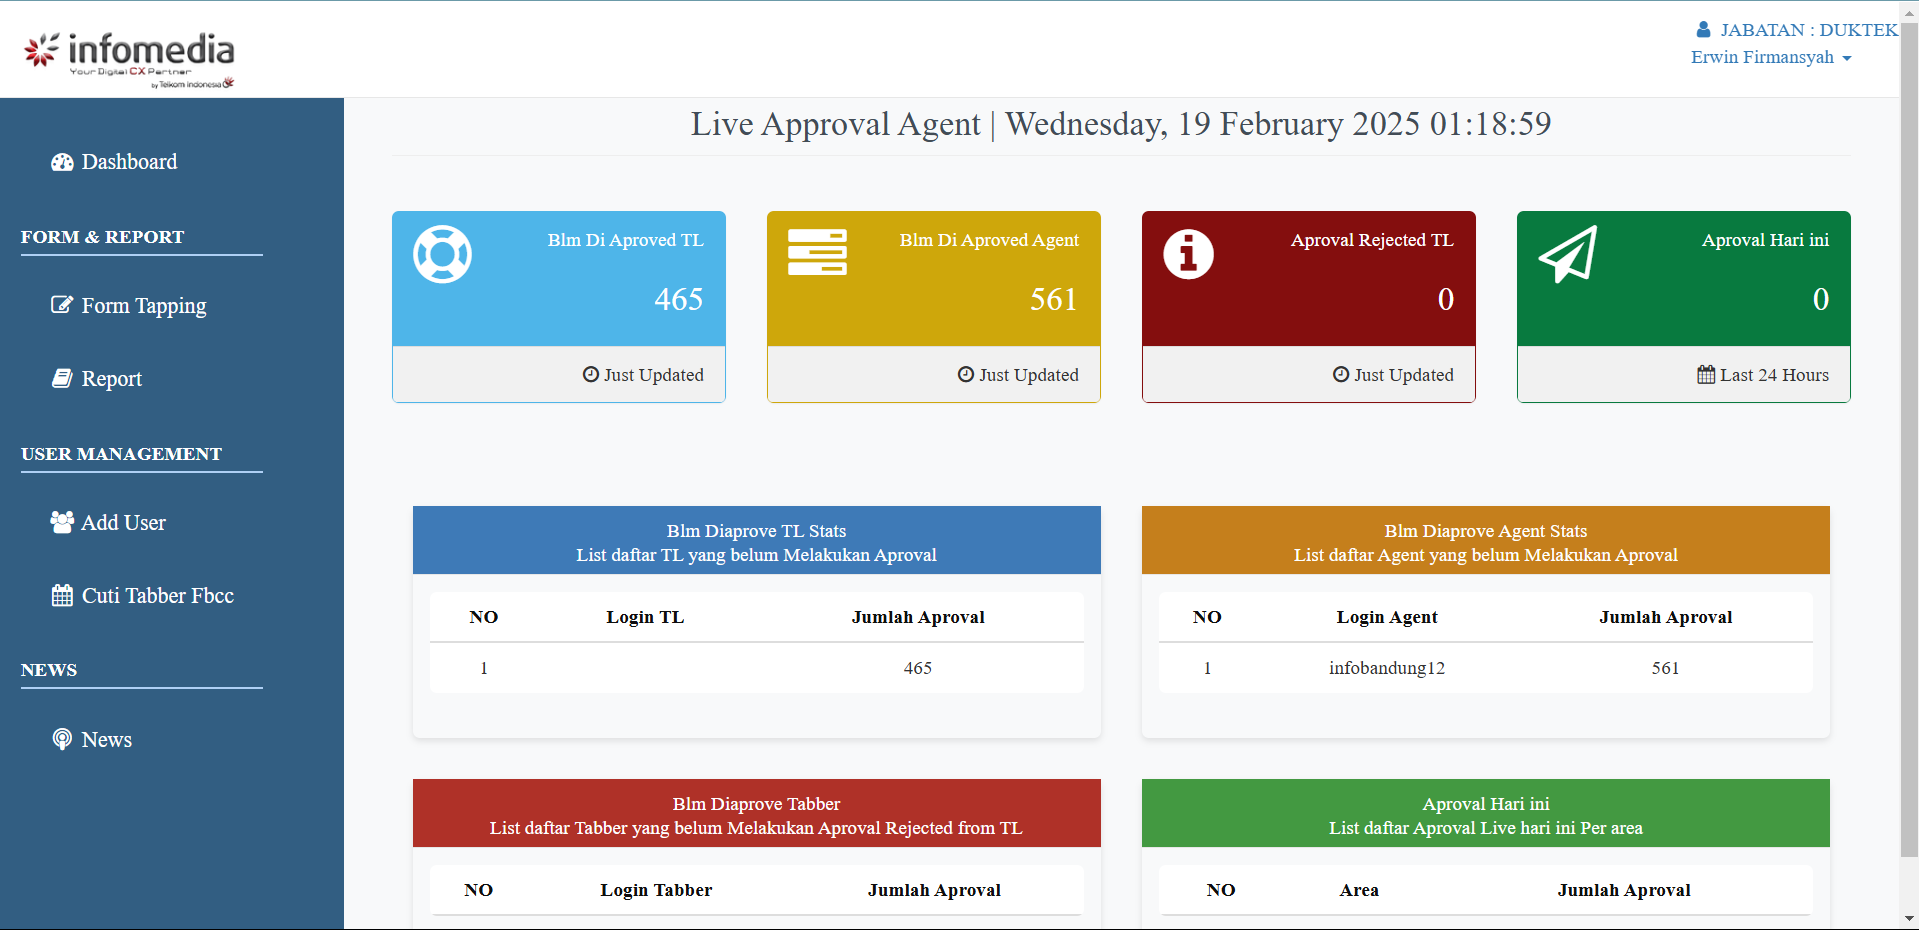 infomedia
Your Digital CX Partner
by Telkom Indonesia
JABATAN : DUKTEK
Erwin Firmansyah
Dashboard
FORM & REPORT
Form Tapping
Report
USER MANAGEMENT
Add User
Cuti Tabber Fbcc
NEWS
News
Live Approval Agent | Wednesday, 19 February 2025 01:18:59
Blm Di Aproved TL
465
Just Updated
Blm Di Aproved Agent
561
Just Updated
Aproval Rejected TL
0
Just Updated
Aproval Hari ini
0
Last 24 Hours
Blm Diaprove TL Stats
List daftar TL yang belum Melakukan Aproval
NO Login TL Jumlah Aproval
1 465
Blm Diaprove Agent Stats
List daftar Agent yang belum Melakukan Aproval
NO Login Agent Jumlah Aproval
1 infobandung12 561
Blm Diaprove Tabber
List daftar Tabber yang belum Melakukan Aproval Rejected from TL
NO Login Tabber Jumlah Aproval
Aproval Hari ini
List daftar Aproval Live hari ini Per area
NO Area Jumlah Aproval